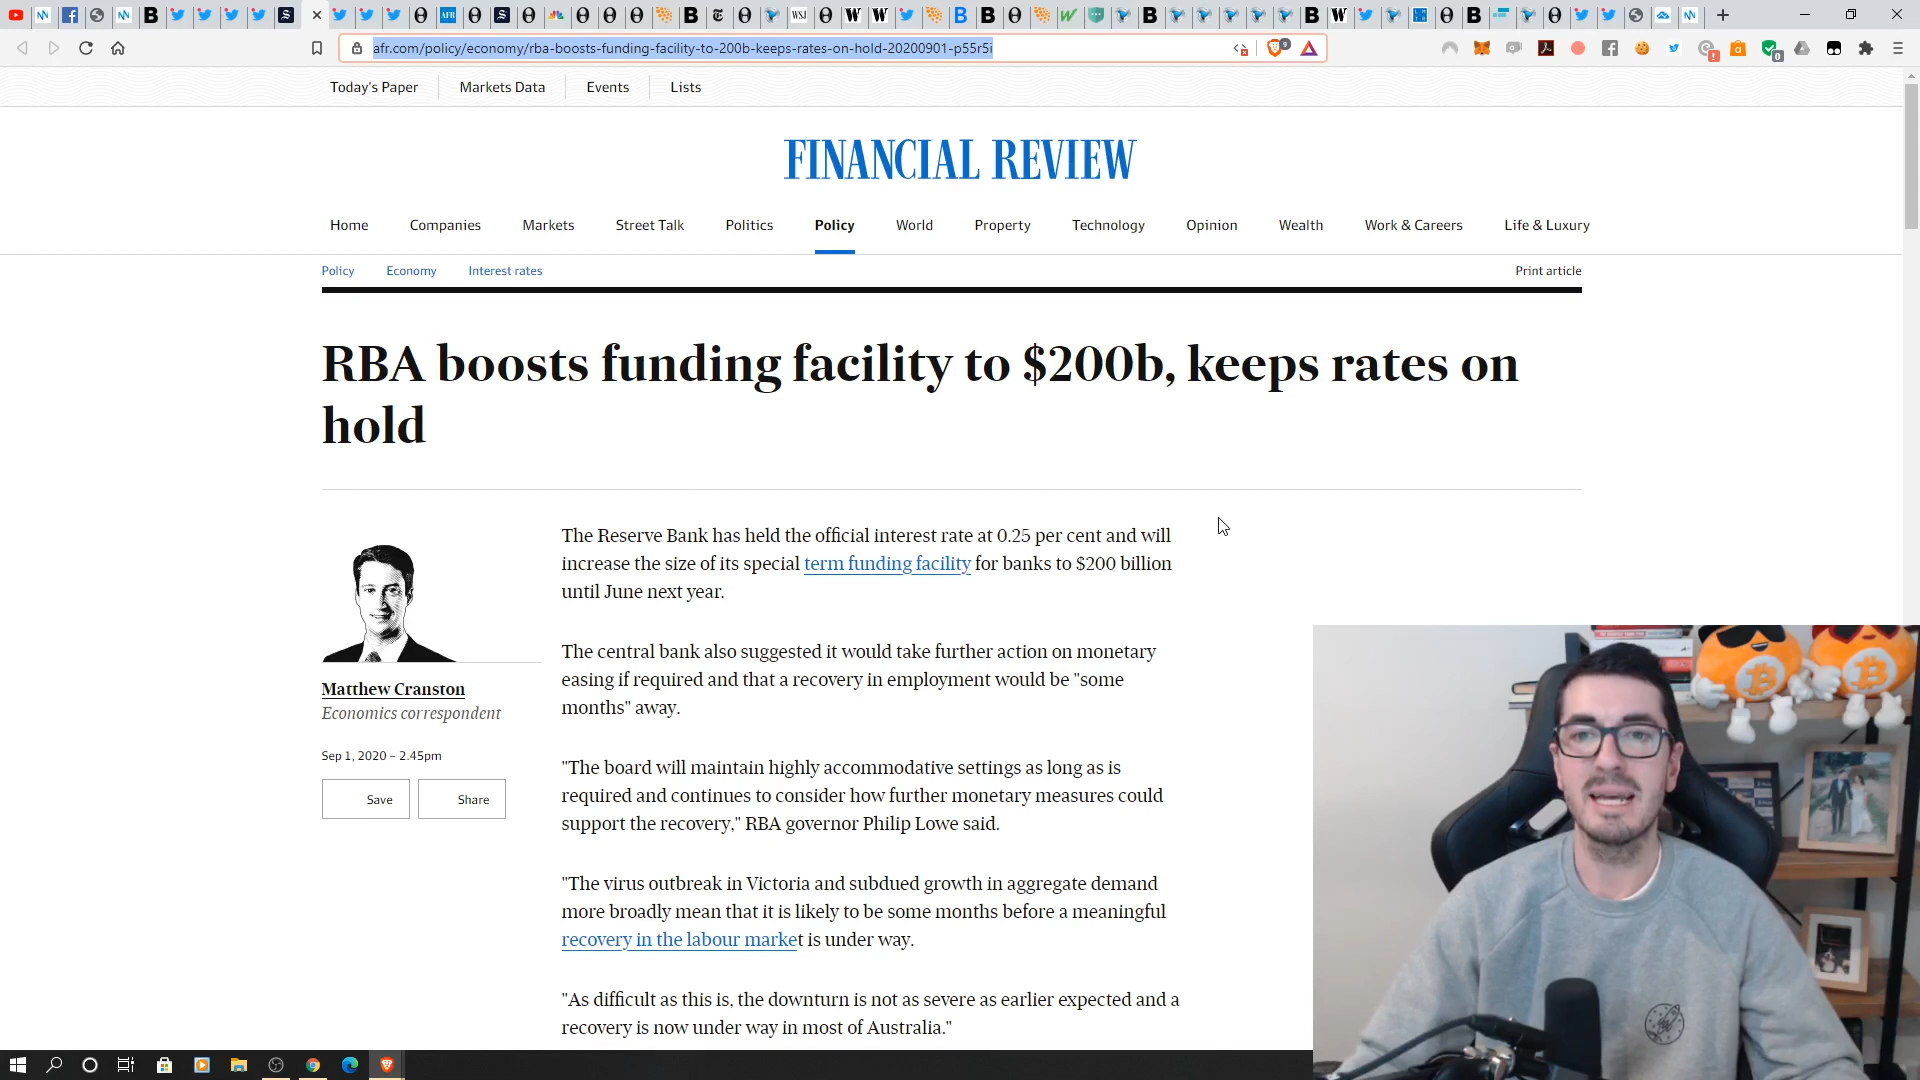 afr.com/policy/economy/rba-boosts-funding-facility-to-200b-keeps-rates-on-hold-20200901-p55r5i
Today's Paper
Markets Data
Events
Lists
FINANCIAL REVIEW
Home
Companies
Markets
Street Talk
Politics
Policy
World
Property
Technology
Opinion
Wealth
Work & Careers
Life & Luxury
Policy
Economy
Interest rates
Print article
RBA boosts funding facility to $200b, keeps rates on
hold
Matthew Cranston
Economics correspondent
Sep 1, 2020 – 2.45pm
Save
Share
The Reserve Bank has held the official interest rate at 0.25 per cent and will
increase the size of its special term funding facility for banks to $200 billion
until June next year.
The central bank also suggested it would take further action on monetary
easing if required and that a recovery in employment would be "some
months" away.
"The board will maintain highly accommodative settings as long as is
required and continues to consider how further monetary measures could
support the recovery," RBA governor Philip Lowe said.
"The virus outbreak in Victoria and subdued growth in aggregate demand
more broadly mean that it is likely to be some months before a meaningful
recovery in the labour market is under way.
"As difficult as this is, the downturn is not as severe as earlier expected and a
recovery is now under way in most of Australia."